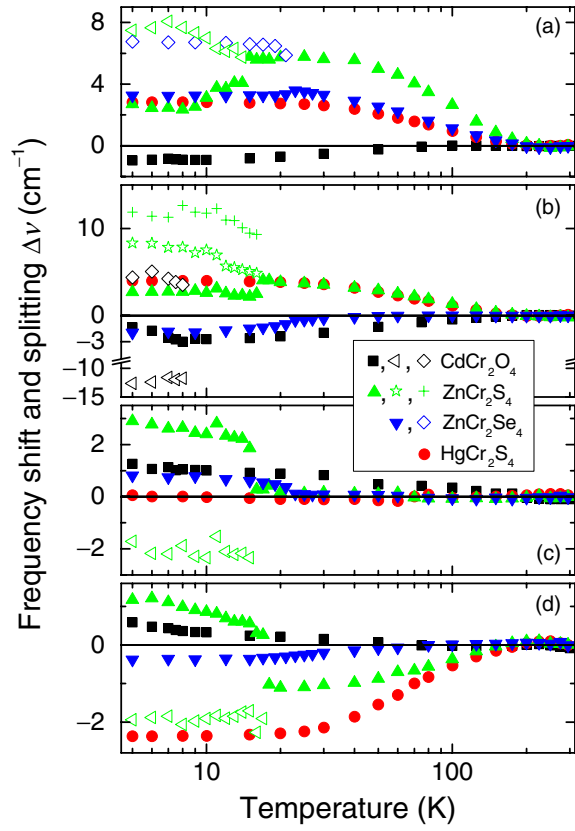 (a)
8
4
0
(b)
10
0
−3
−10
−15
■,◁,◇ CdCr₂O₄
▲,☆,+ ZnCr₂S₄
▼,◇ ZnCr₂Se₄
● HgCr₂S₄
2
0
−2
(c)
(d)
0
−2
10
100
Temperature (K)
Frequency shift and splitting Δν (cm⁻¹)